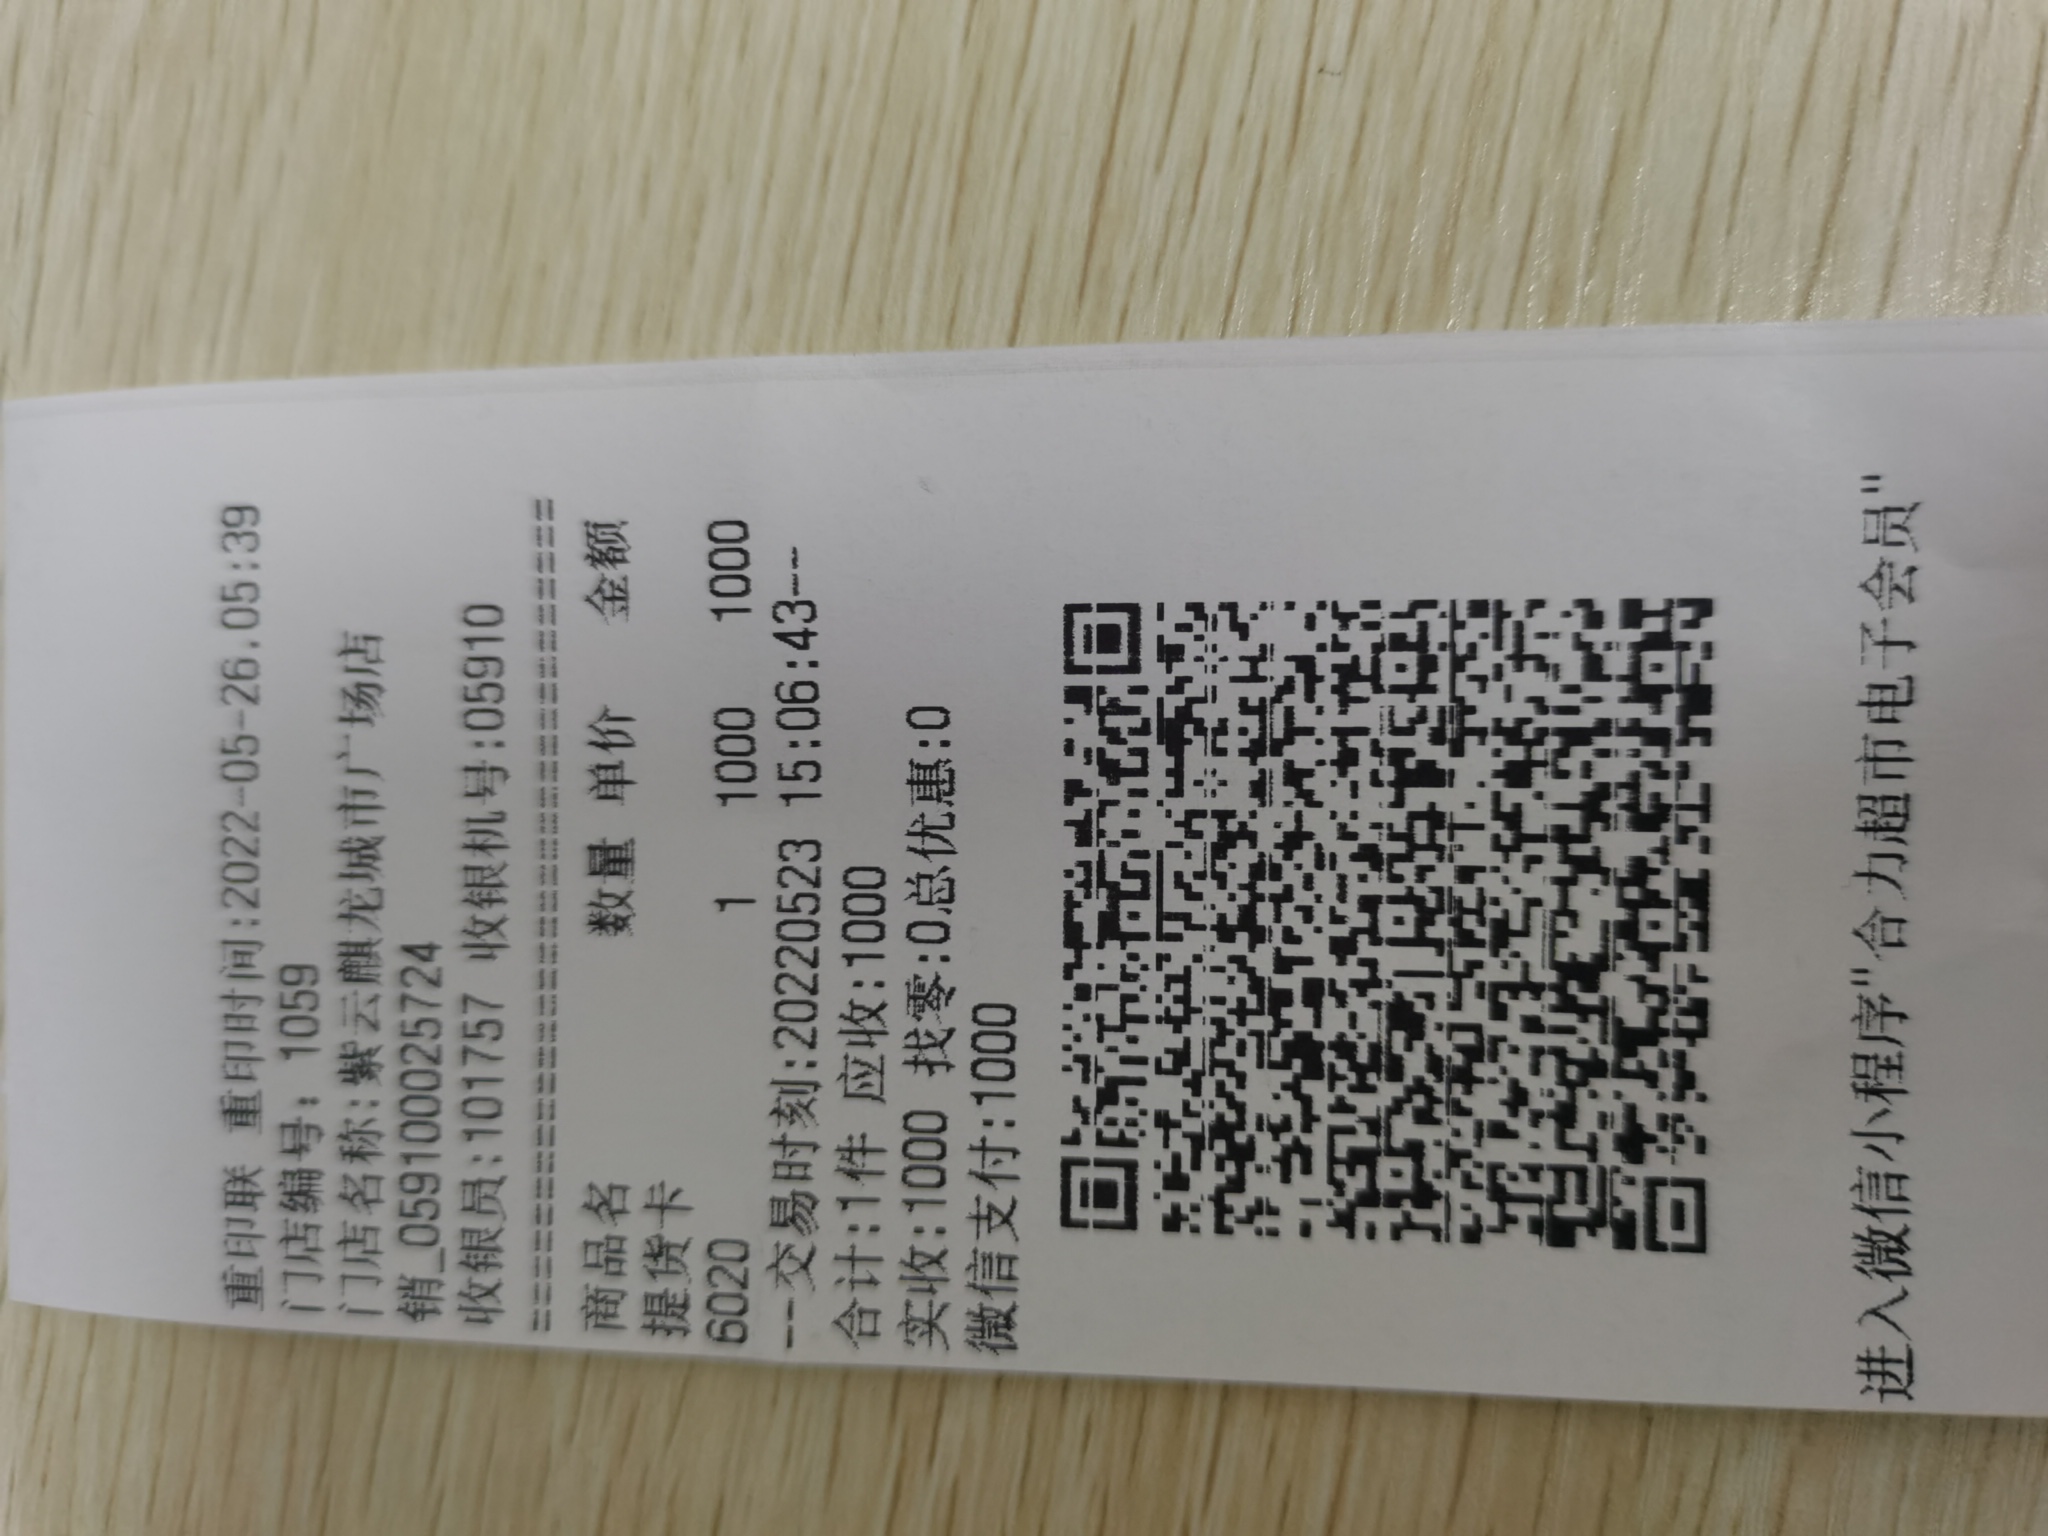 重印联 重印时间:2022-05-26.05:39
门店编号: 1059
门店名称:紫云麒龙城市广场店
销_0591000025724
收银员:101757 收银机号:05910
======================================
商品名 数量 单价 金额
提货卡
6020 1 1000 1000
--交易时刻:20220523 15:06:43--
合计:1件 应收:1000
实收:1000 找零:0总优惠:0
微信支付:1000
进入微信小程序"合力超市电子会员"